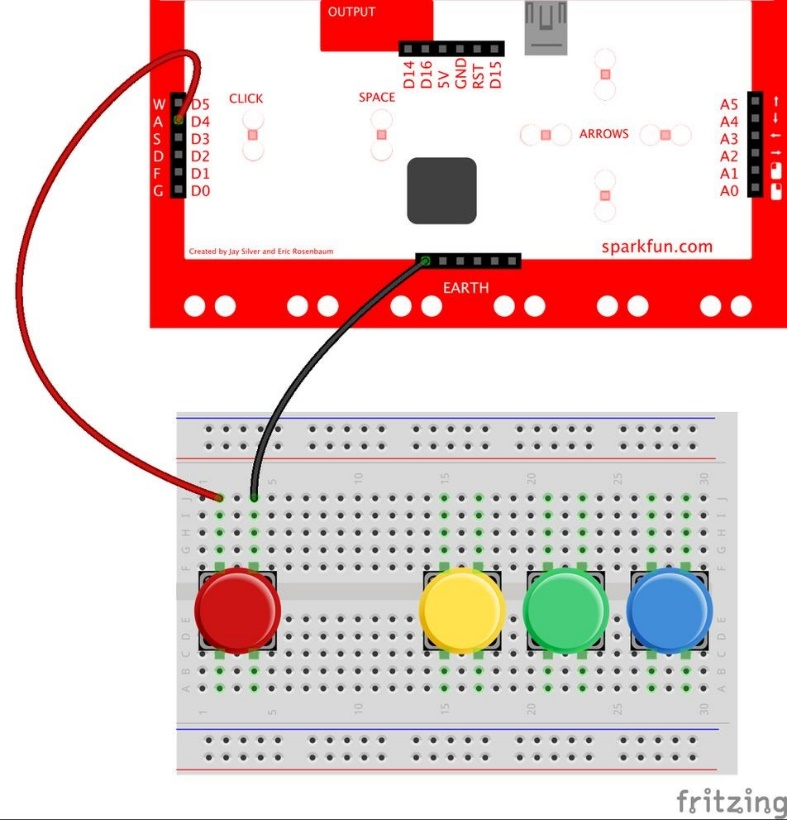 OUTPUT
D14
D16
5V
GND
RST
D15
W D5
A D4
S D3
D D2
F D1
G D0
CLICK
SPACE
ARROWS
A5
A4
A3
A2
A1
A0
Created by Jay Silver and Eric Rosenbaum
sparkfun.com
EARTH
1 5 10 15 20 25 30
J J
I I
H H
G G
F F
E E
D D
C C
B B
A A
1 5 10 15 20 25 30
fritzing